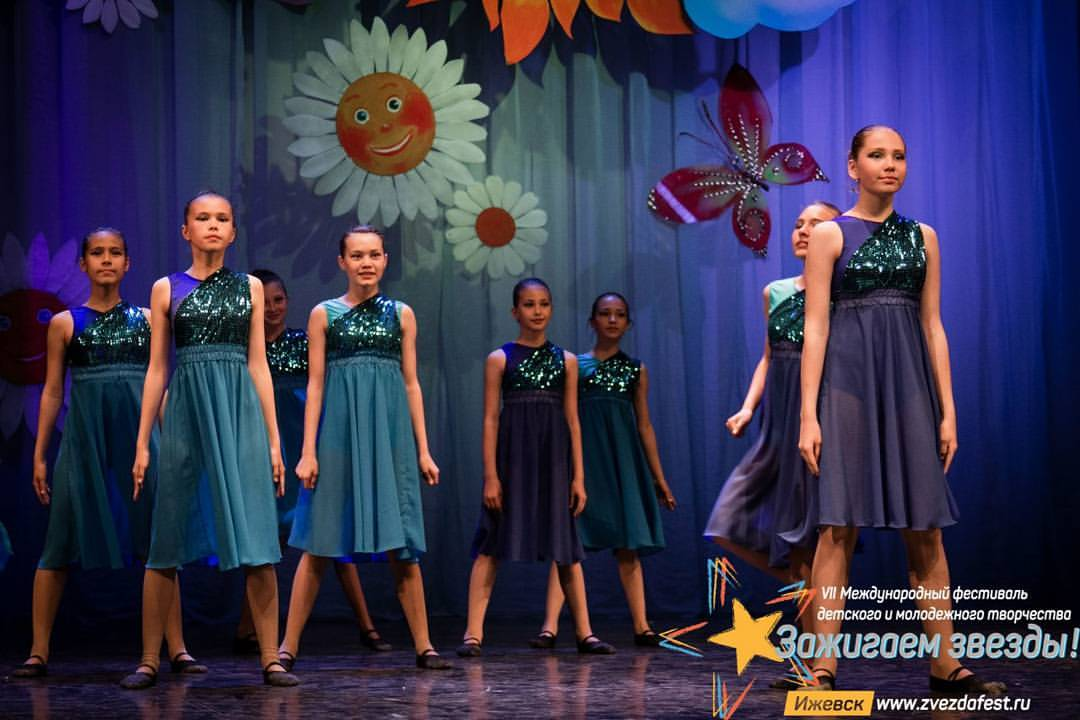 VII Международный фестиваль
детского и молодежного творчества
Зажигаем звезды!
Ижевск www.zvezdafest.ru